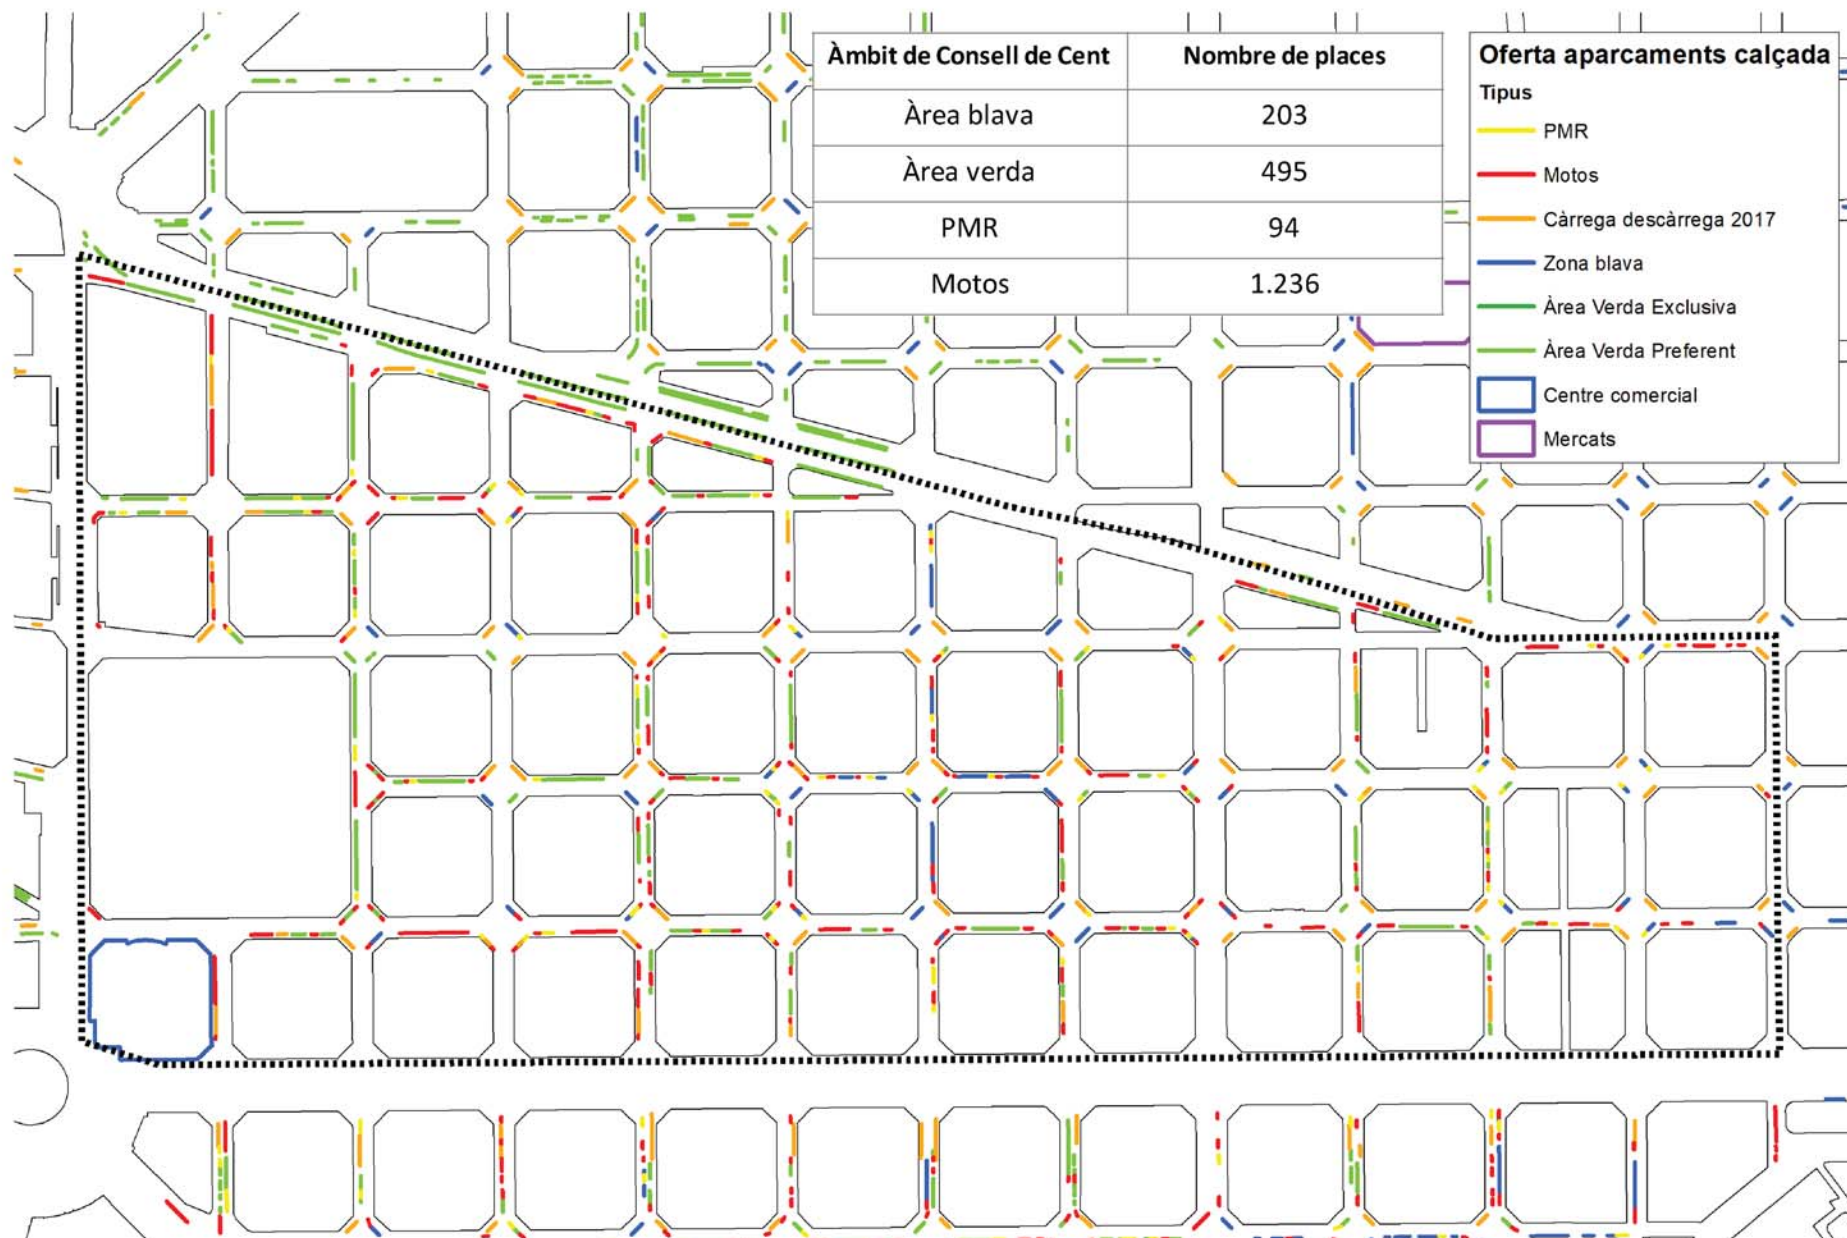 Àmbit de Consell de Cent Nombre de places
Àrea blava 203
Àrea verda 495
PMR 94
Motos 1.236
Oferta aparcaments calçada
Tipus
PMR
Motos
Càrrega descàrrega 2017
Zona blava
Àrea Verda Exclusiva
Àrea Verda Preferent
Centre comercial
Mercats